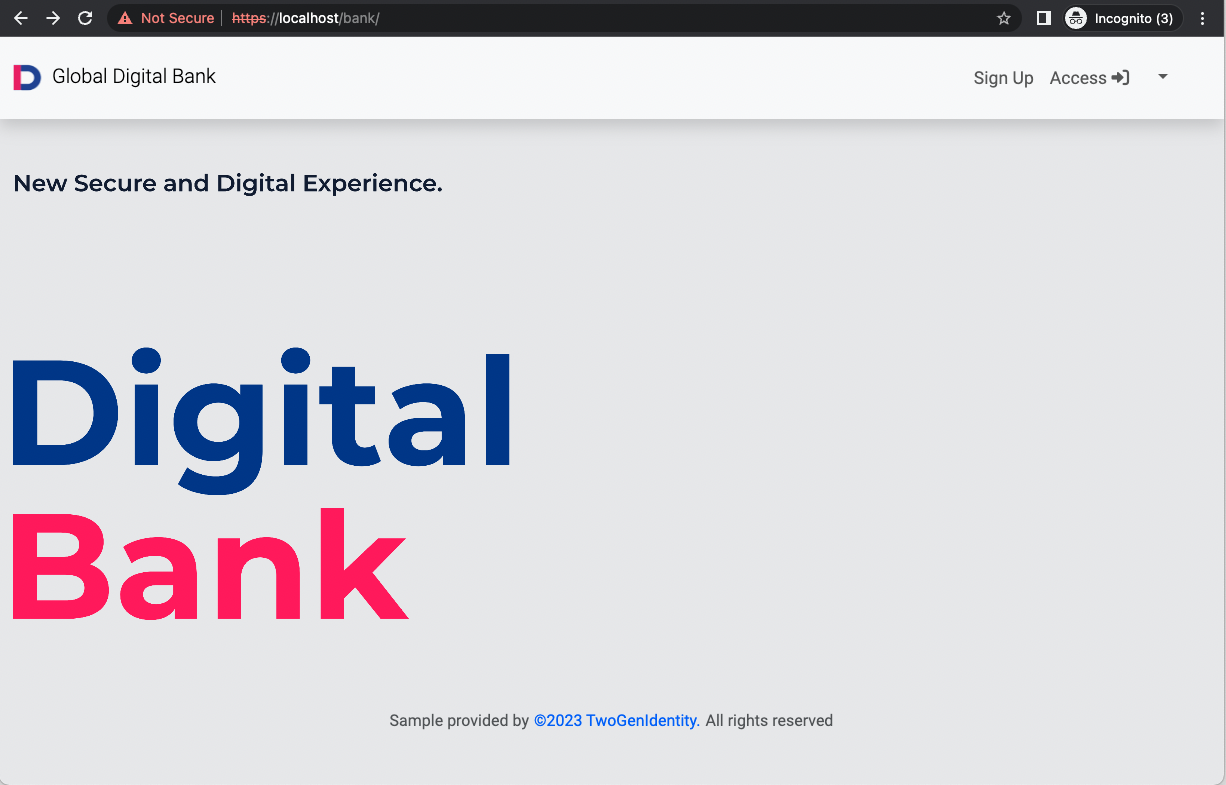 Not Secure https://localhost/bank/ Incognito (3)
Global Digital Bank Sign Up Access
New Secure and Digital Experience.
Digital
Bank
Sample provided by ©2023 TwoGenIdentity. All rights reserved